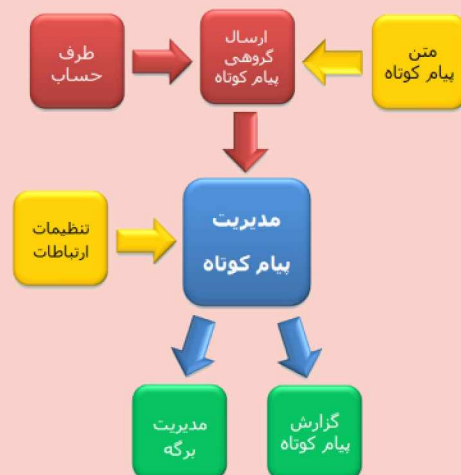 طرف
حساب
ارسال
گروهی
پیام کوتاه
متن
پیام کوتاه
تنظیمات
ارتباطات
مدیریت
پیام کوتاه
مدیریت
برگه
گزارش
پیام کوتاه